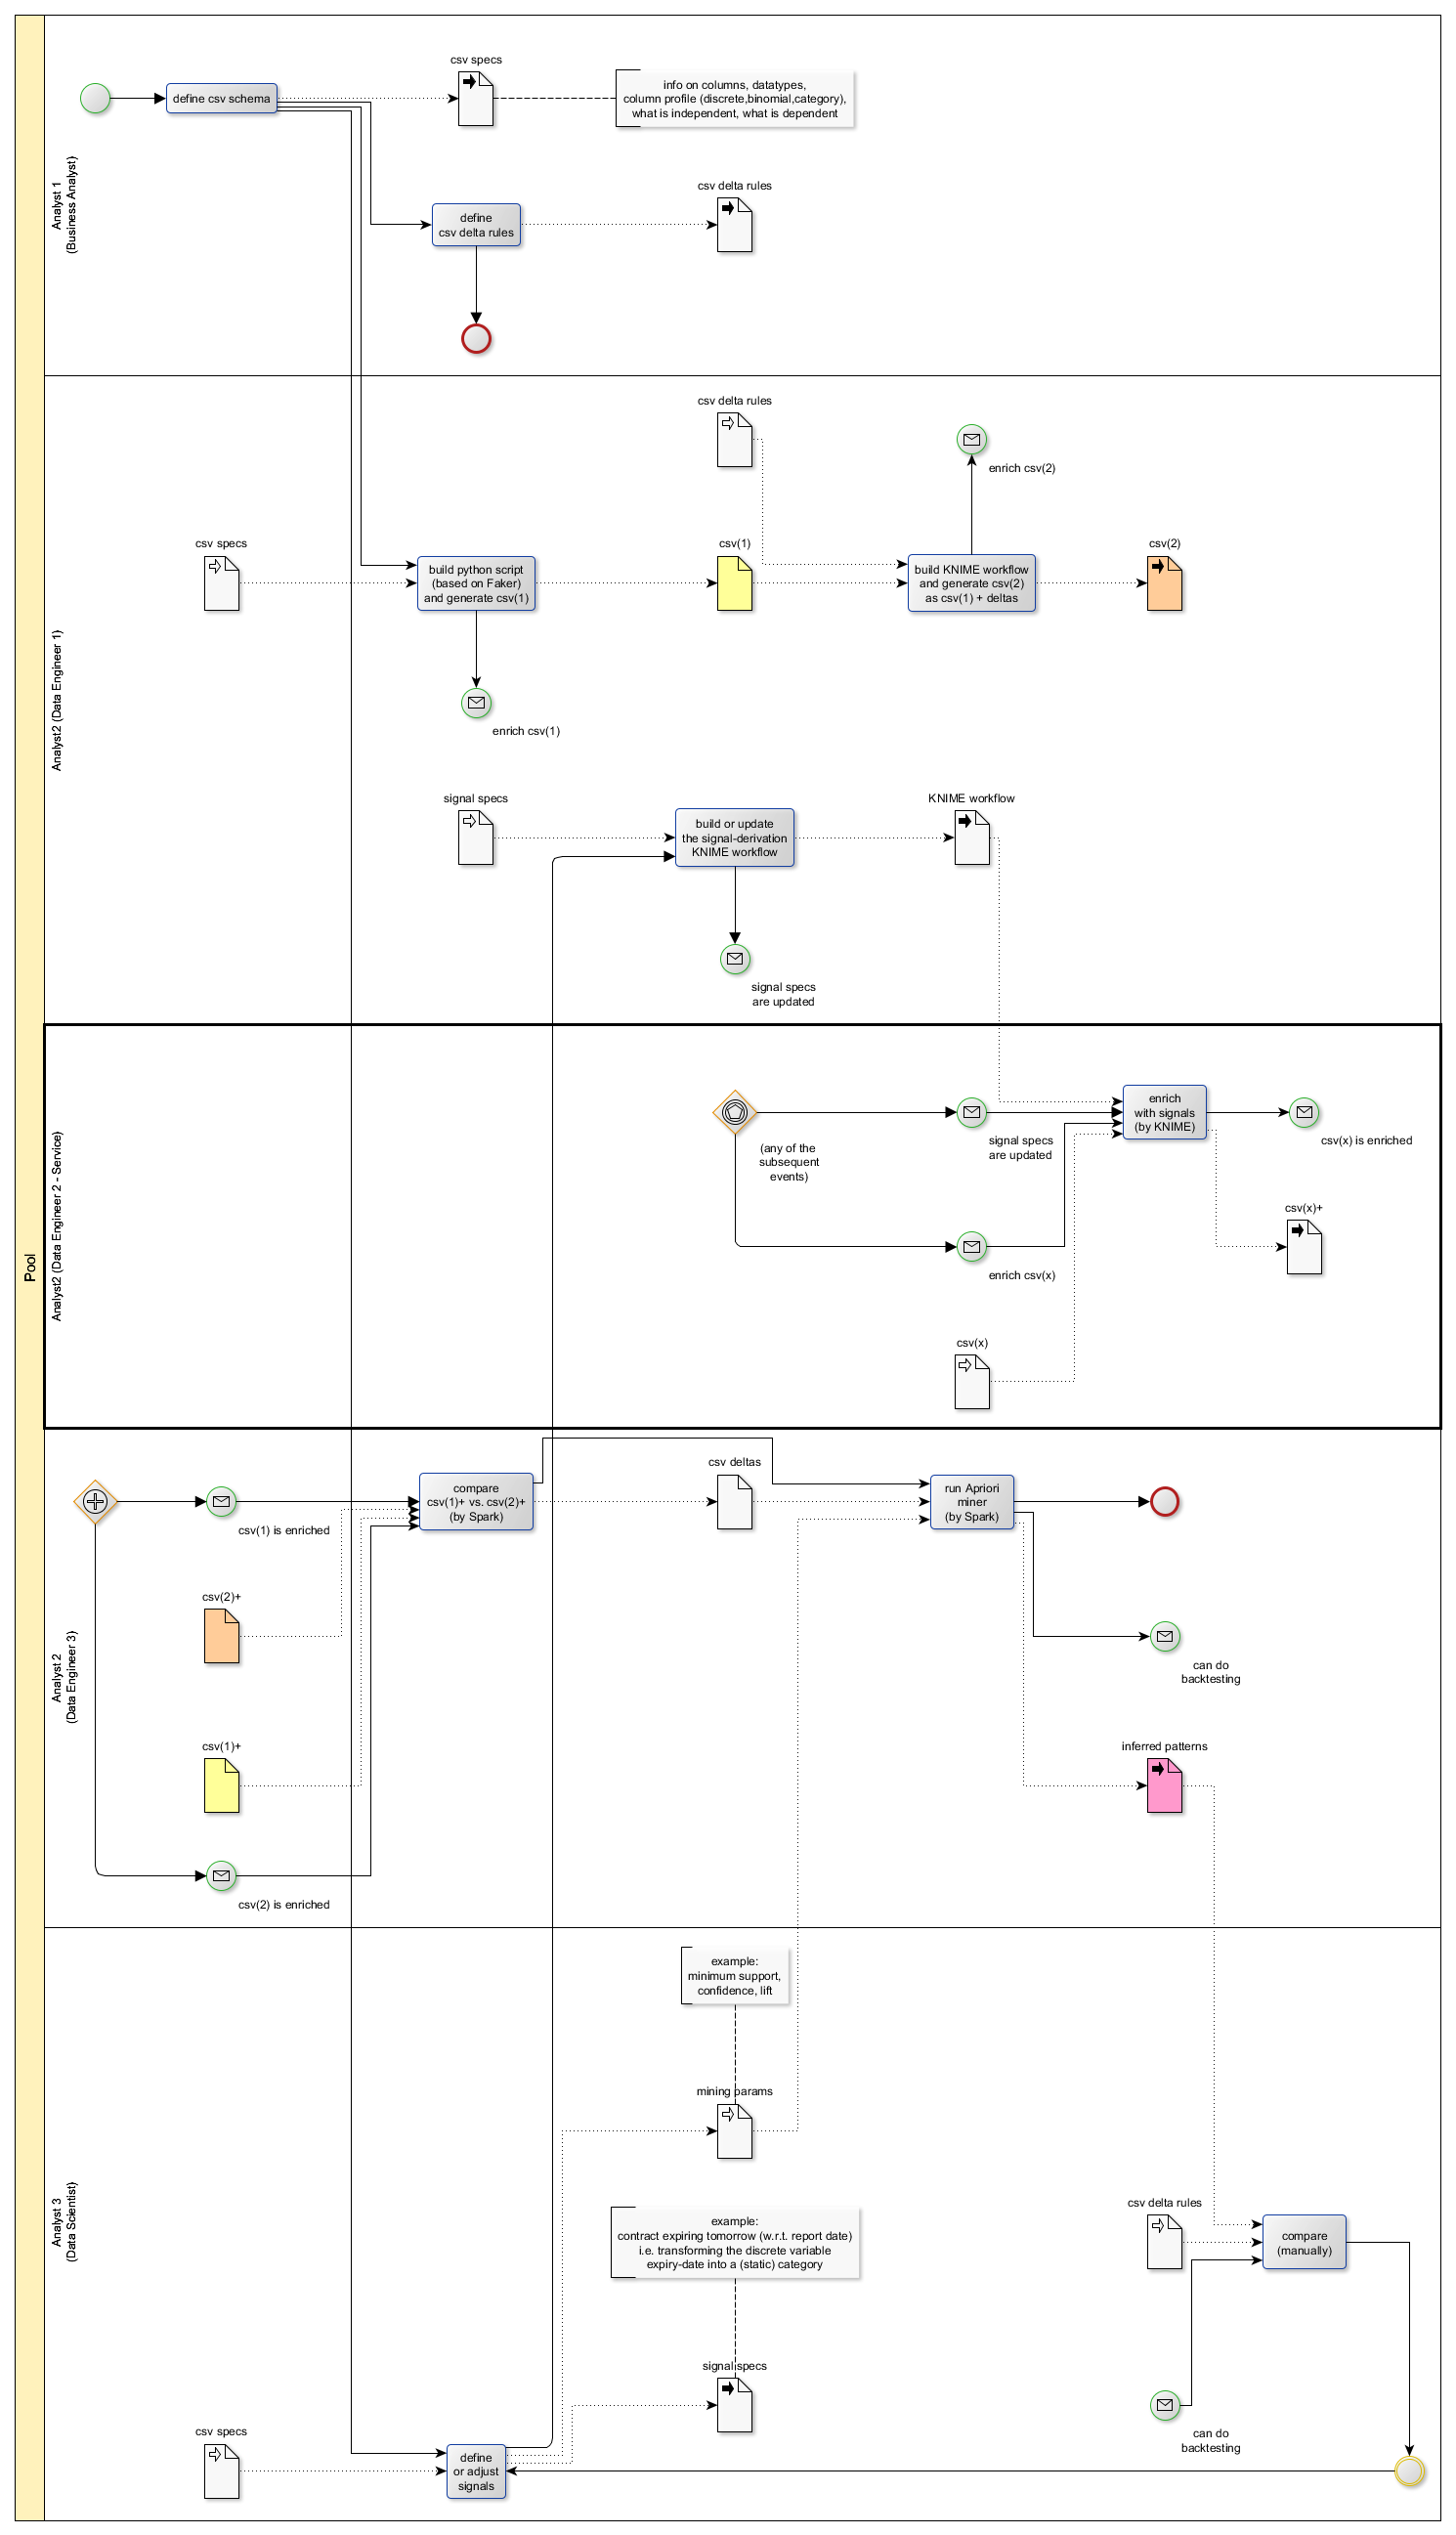 Pool
Analyst 1
(Business Analyst)
csv specs
define csv schema
info on columns, datatypes,
column profile (discrete,binomial,category),
what is independent, what is dependent
csv delta rules
define
csv delta rules
Analyst2 (Data Engineer 1)
csv delta rules
enrich csv(2)
csv specs
build python script
(based on Faker)
and generate csv(1)
csv(1)
build KNIME workflow
and generate csv(2)
as csv(1) + deltas
csv(2)
enrich csv(1)
signal specs
build or update
the signal-derivation
KNIME workflow
KNIME workflow
signal specs
are updated
Analyst2 (Data Engineer 2 - Service)
(any of the
subsequent
events)
signal specs
are updated
enrich
with signals
(by KNIME)
csv(x) is enriched
csv(x)+
enrich csv(x)
csv(x)
Analyst 2
(Data Engineer 3)
csv(1) is enriched
compare
csv(1)+ vs. csv(2)+
(by Spark)
csv deltas
run Apriori
miner
(by Spark)
csv(2)+
can do
backtesting
csv(1)+
inferred patterns
csv(2) is enriched
Analyst 3
(Data Scientist)
example:
minimum support,
confidence, lift
mining params
example:
contract expiring tomorrow (w.r.t. report date)
i.e. transforming the discrete variable
expiry-date into a (static) category
csv delta rules
compare
(manually)
signal specs
can do
backtesting
csv specs
define
or adjust
signals